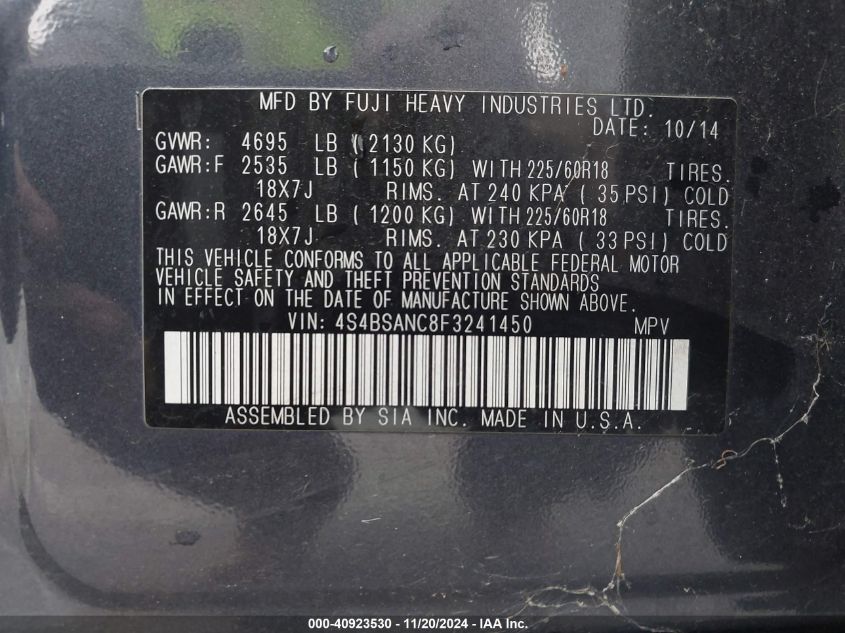 MFD BY FUJI HEAVY INDUSTRIES LTD.
DATE: 10/14
GVWR: 4695 LB ( 2130 KG)
GAWR:F 2535 LB ( 1150 KG) WITH 225/60R18 TIRES.
18X7J RIMS. AT 240 KPA ( 35 PSI) COLD
GAWR:R 2645 LB ( 1200 KG) WITH 225/60R18 TIRES.
18X7J RIMS. AT 230 KPA ( 33 PSI) COLD
THIS VEHICLE CONFORMS TO ALL APPLICABLE FEDERAL MOTOR
VEHICLE SAFETY AND THEFT PREVENTION STANDARDS
IN EFFECT ON THE DATE OF MANUFACTURE SHOWN ABOVE.
VIN: 4S4BSANC8F3241450 MPV
ASSEMBLED BY SIA INC. MADE IN U.S.A.
000-40923530 - 11/20/2024 - IAA Inc.